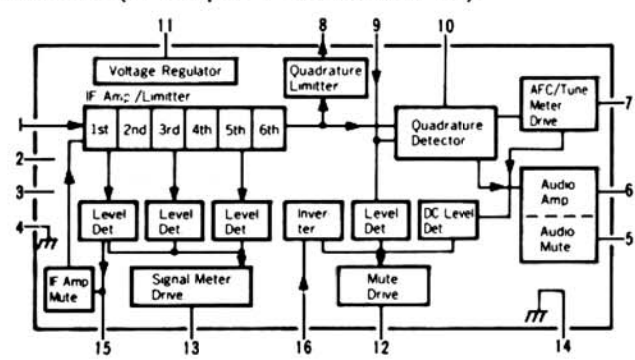 11 8 9 10
Voltage Regulator
Quadrature
Limitter
AFC/Tune
Meter
Drive
7
IF Amp/Limitter
1
1st 2nd 3rd 4th 5th 6th
Quadrature
Detector
2
3
4
Level
Det
Level
Det
Level
Det
Inver
ter
Level
Det
DC Level
Det
Audio
Amp
6
Audio
Mute
5
IF Amp
Mute
Signal Meter
Drive
Mute Drive
15 13 16 12 14